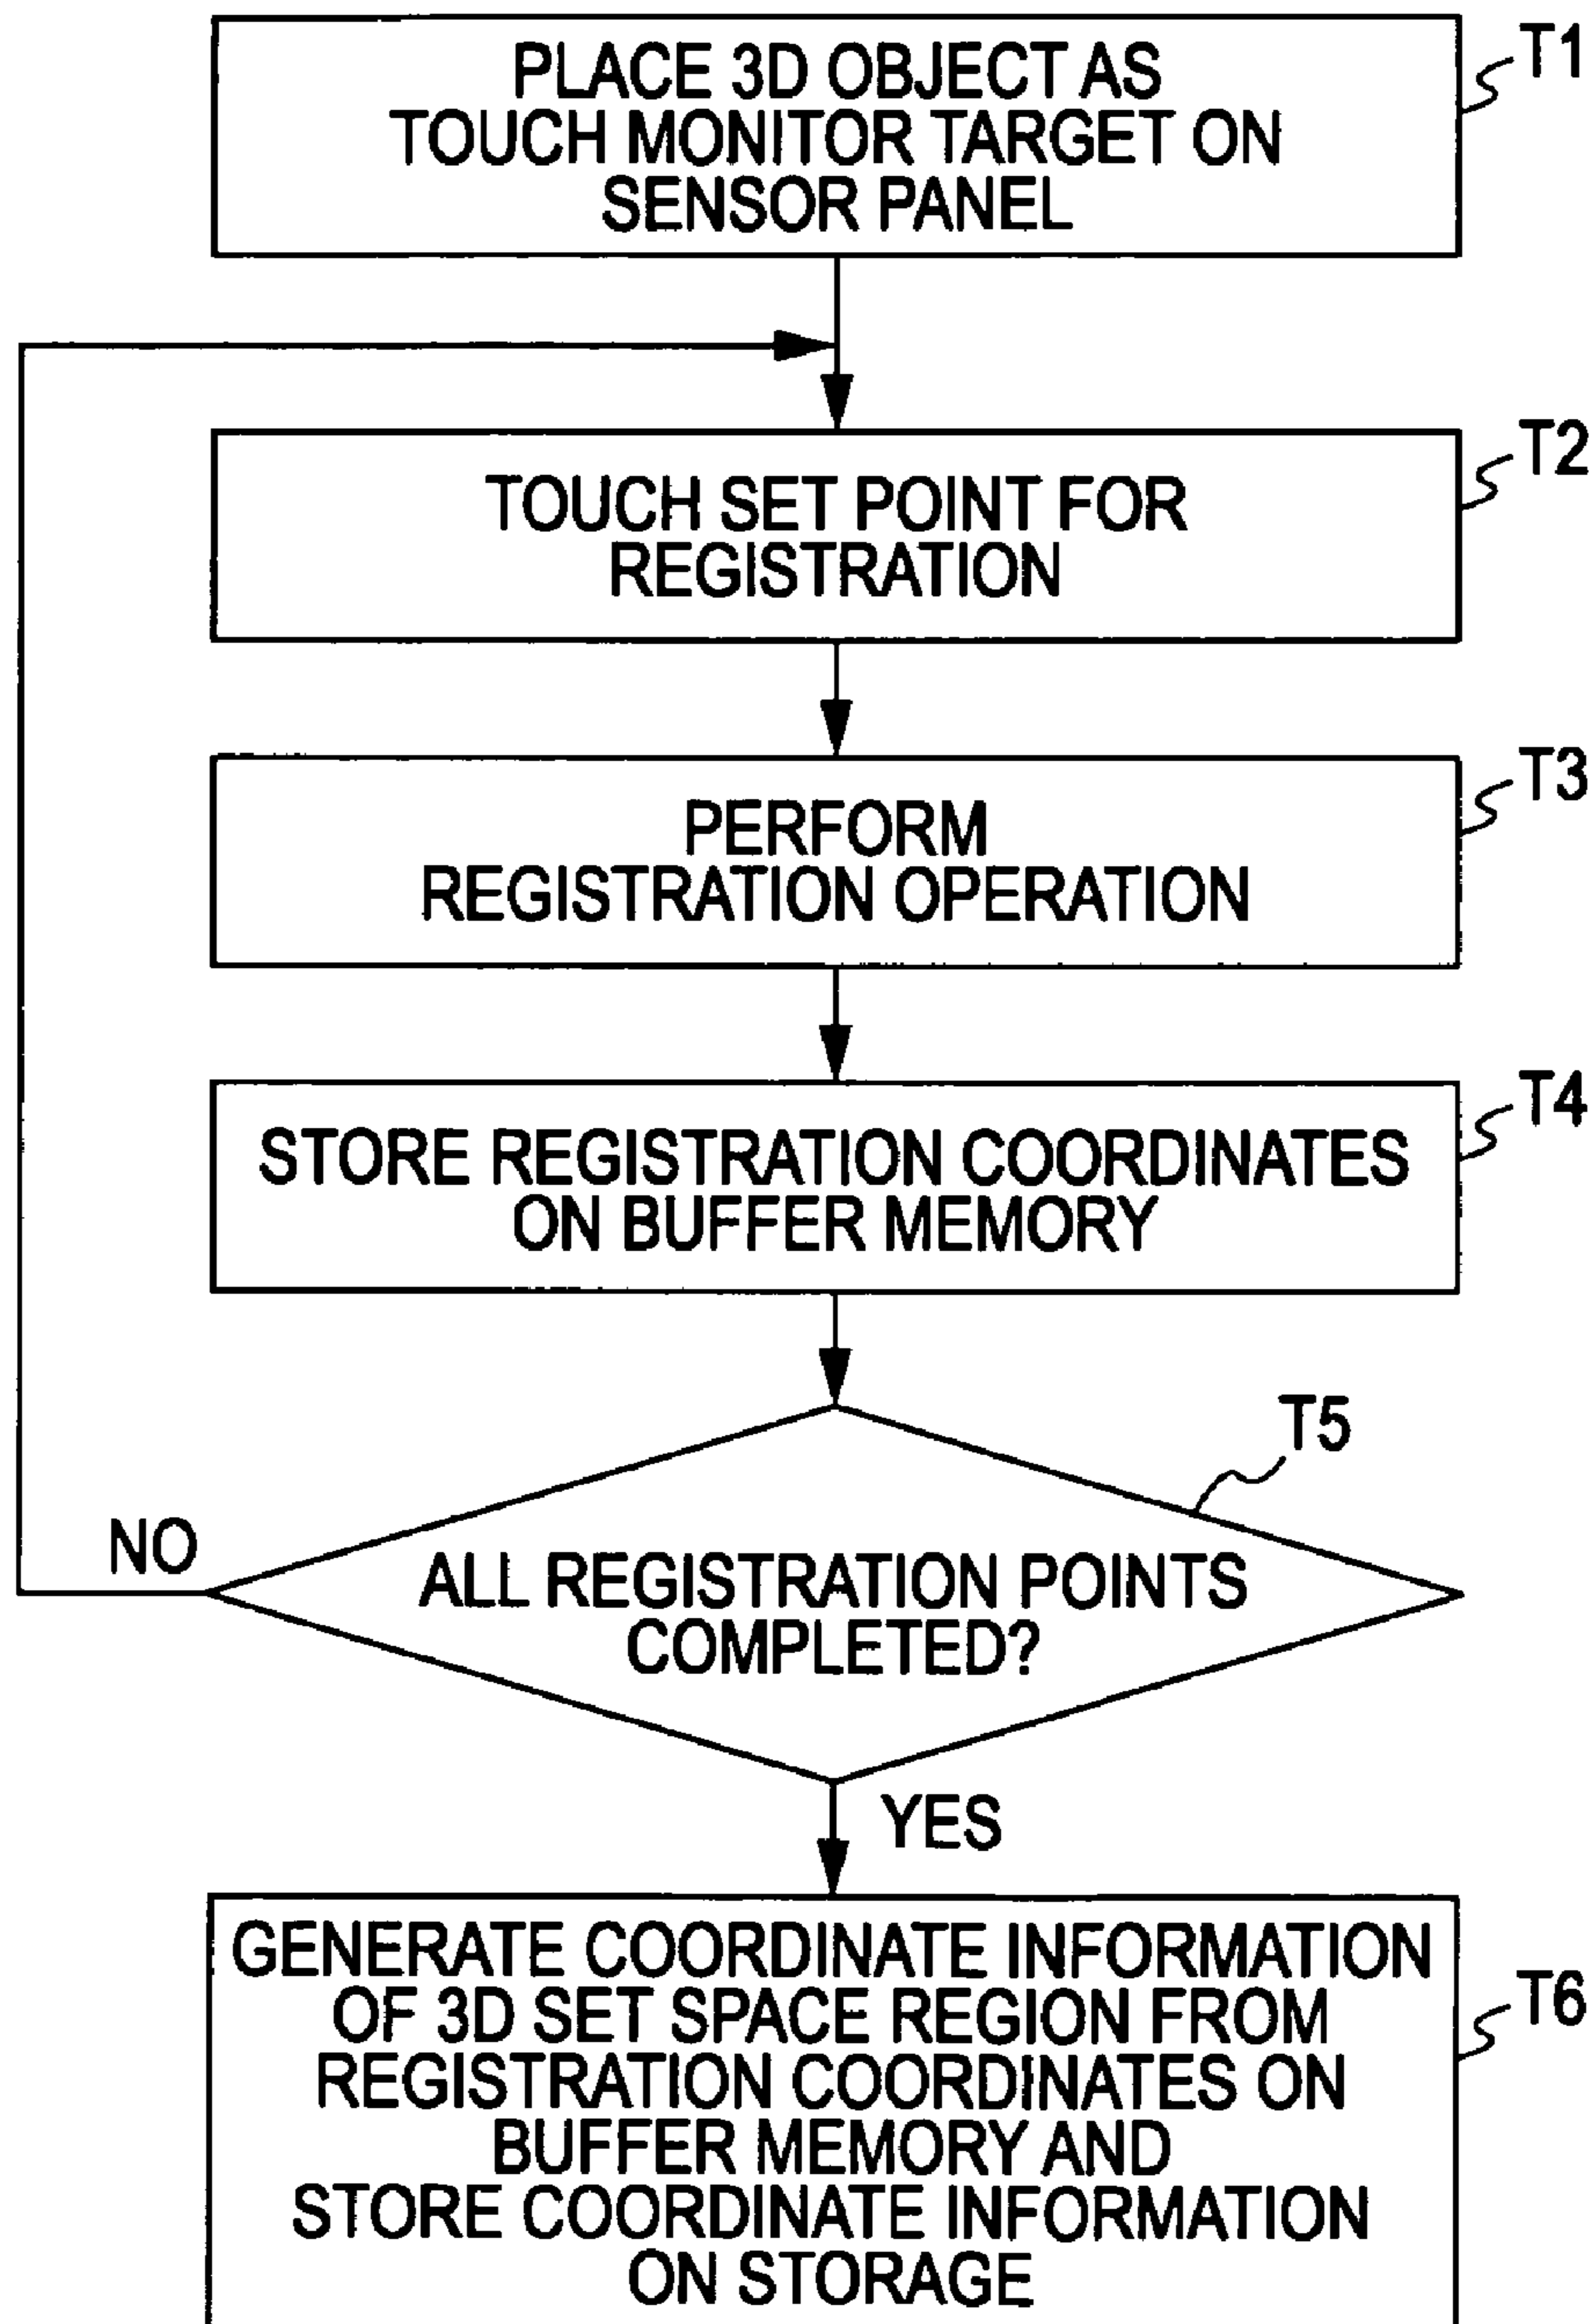 PLACE 3D OBJECT AS
TOUCH MONITOR TARGET ON
SENSOR PANEL
T1
TOUCH SET POINT FOR
REGISTRATION
T2
PERFORM
REGISTRATION OPERATION
T3
STORE REGISTRATION COORDINATES
ON BUFFER MEMORY
T4
T5
NO
ALL REGISTRATION POINTS
COMPLETED?
YES
GENERATE COORDINATE INFORMATION
OF 3D SET SPACE REGION FROM
REGISTRATION COORDINATES ON
BUFFER MEMORY AND
STORE COORDINATE INFORMATION
ON STORAGE
T6